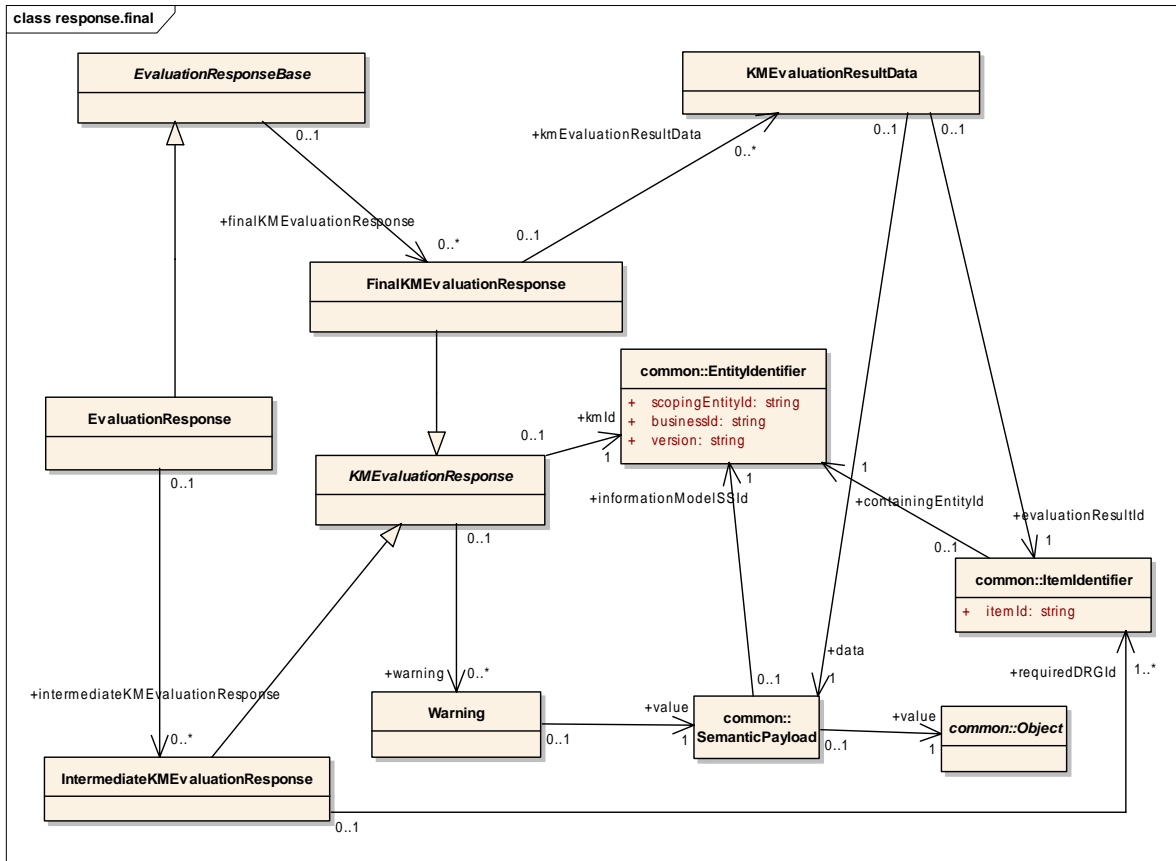 class response.final
EvaluationResponseBase
KMEvaluationResultData
0..1
0..1
0..1
+kmEvaluationResultData
0..*
+finalKMEvaluationResponse
0..1
0..*
FinalKMEvaluationResponse
common::EntityIdentifier
+ scopingEntityId: string
+ businessId: string
+ version: string
+kmId
0..1
1
EvaluationResponse
0..1
KMEvaluationResponse
0..1
1
1
+informationModelSSId
+containingEntityId
+evaluationResultId
0..1
1
common::ItemIdentifier
+ itemId: string
+data
+requiredDRGId
1..*
+warning
0..*
0..1
1
+intermediateKMEvaluationResponse
0..*
Warning
0..1
+value
1
common::
SemanticPayload
0..1
+value
1
common::Object
IntermediateKMEvaluationResponse
0..1